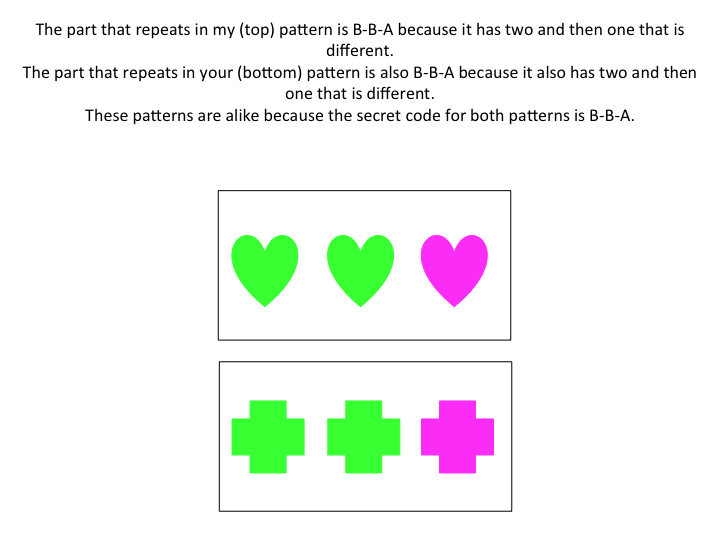 The part that repeats in my (top) pattern is B-B-A because it has two and then one that is
different.
The part that repeats in your (bottom) pattern is also B-B-A because it also has two and then
one that is different.
These patterns are alike because the secret code for both patterns is B-B-A.